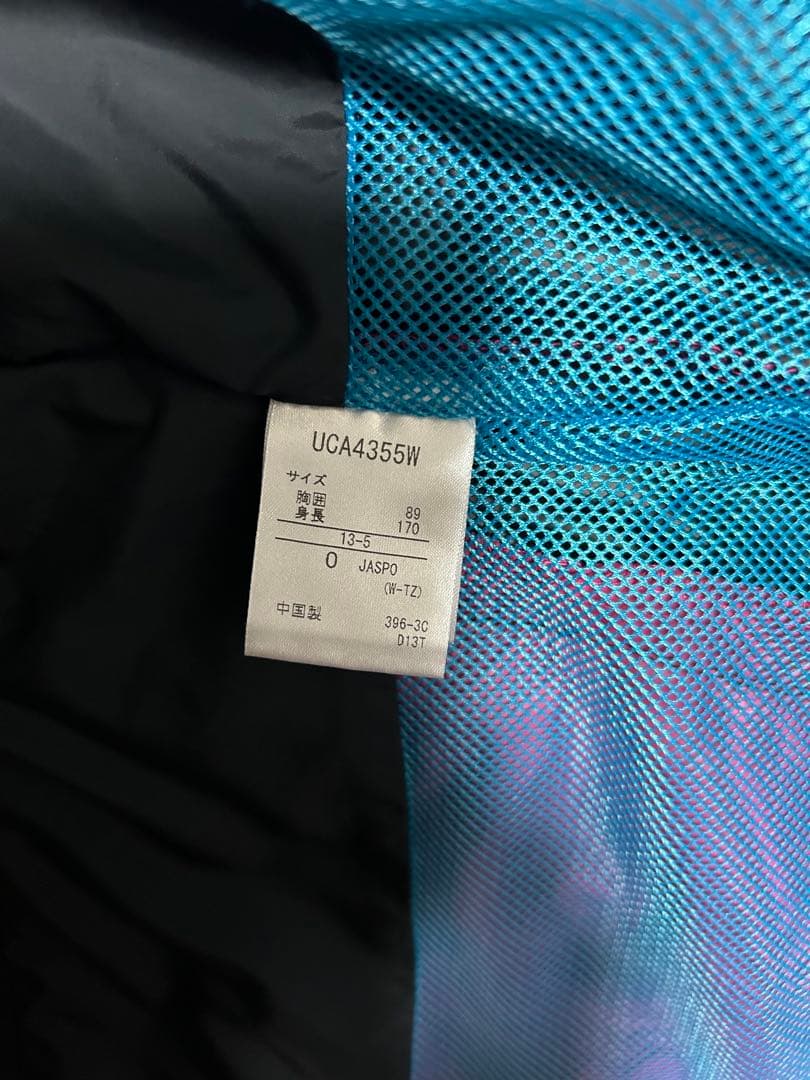 UCA4355W
サイズ
胸囲 89
身長 170
13-5
O JASPO
(W-TZ)
中国製 396-3C
D13T